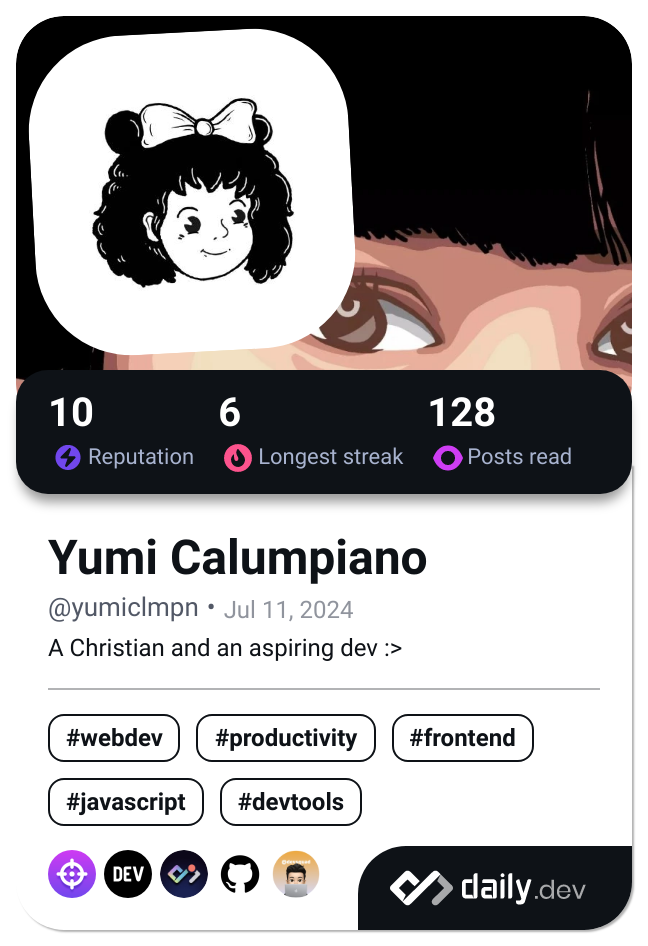 10 6 128
Reputation Longest streak Posts read
Yumi Calumpiano
@yumiclmpn • Jul 11, 2024
A Christian and an aspiring dev :>
#webdev #productivity #frontend
#javascript #devtools
DEV
daily.dev